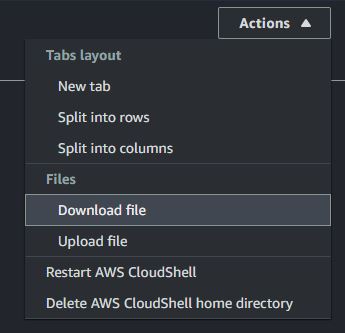 Actions
Tabs layout
New tab
Split into rows
Split into columns
Files
Download file
Upload file
Restart AWS CloudShell
Delete AWS CloudShell home directory